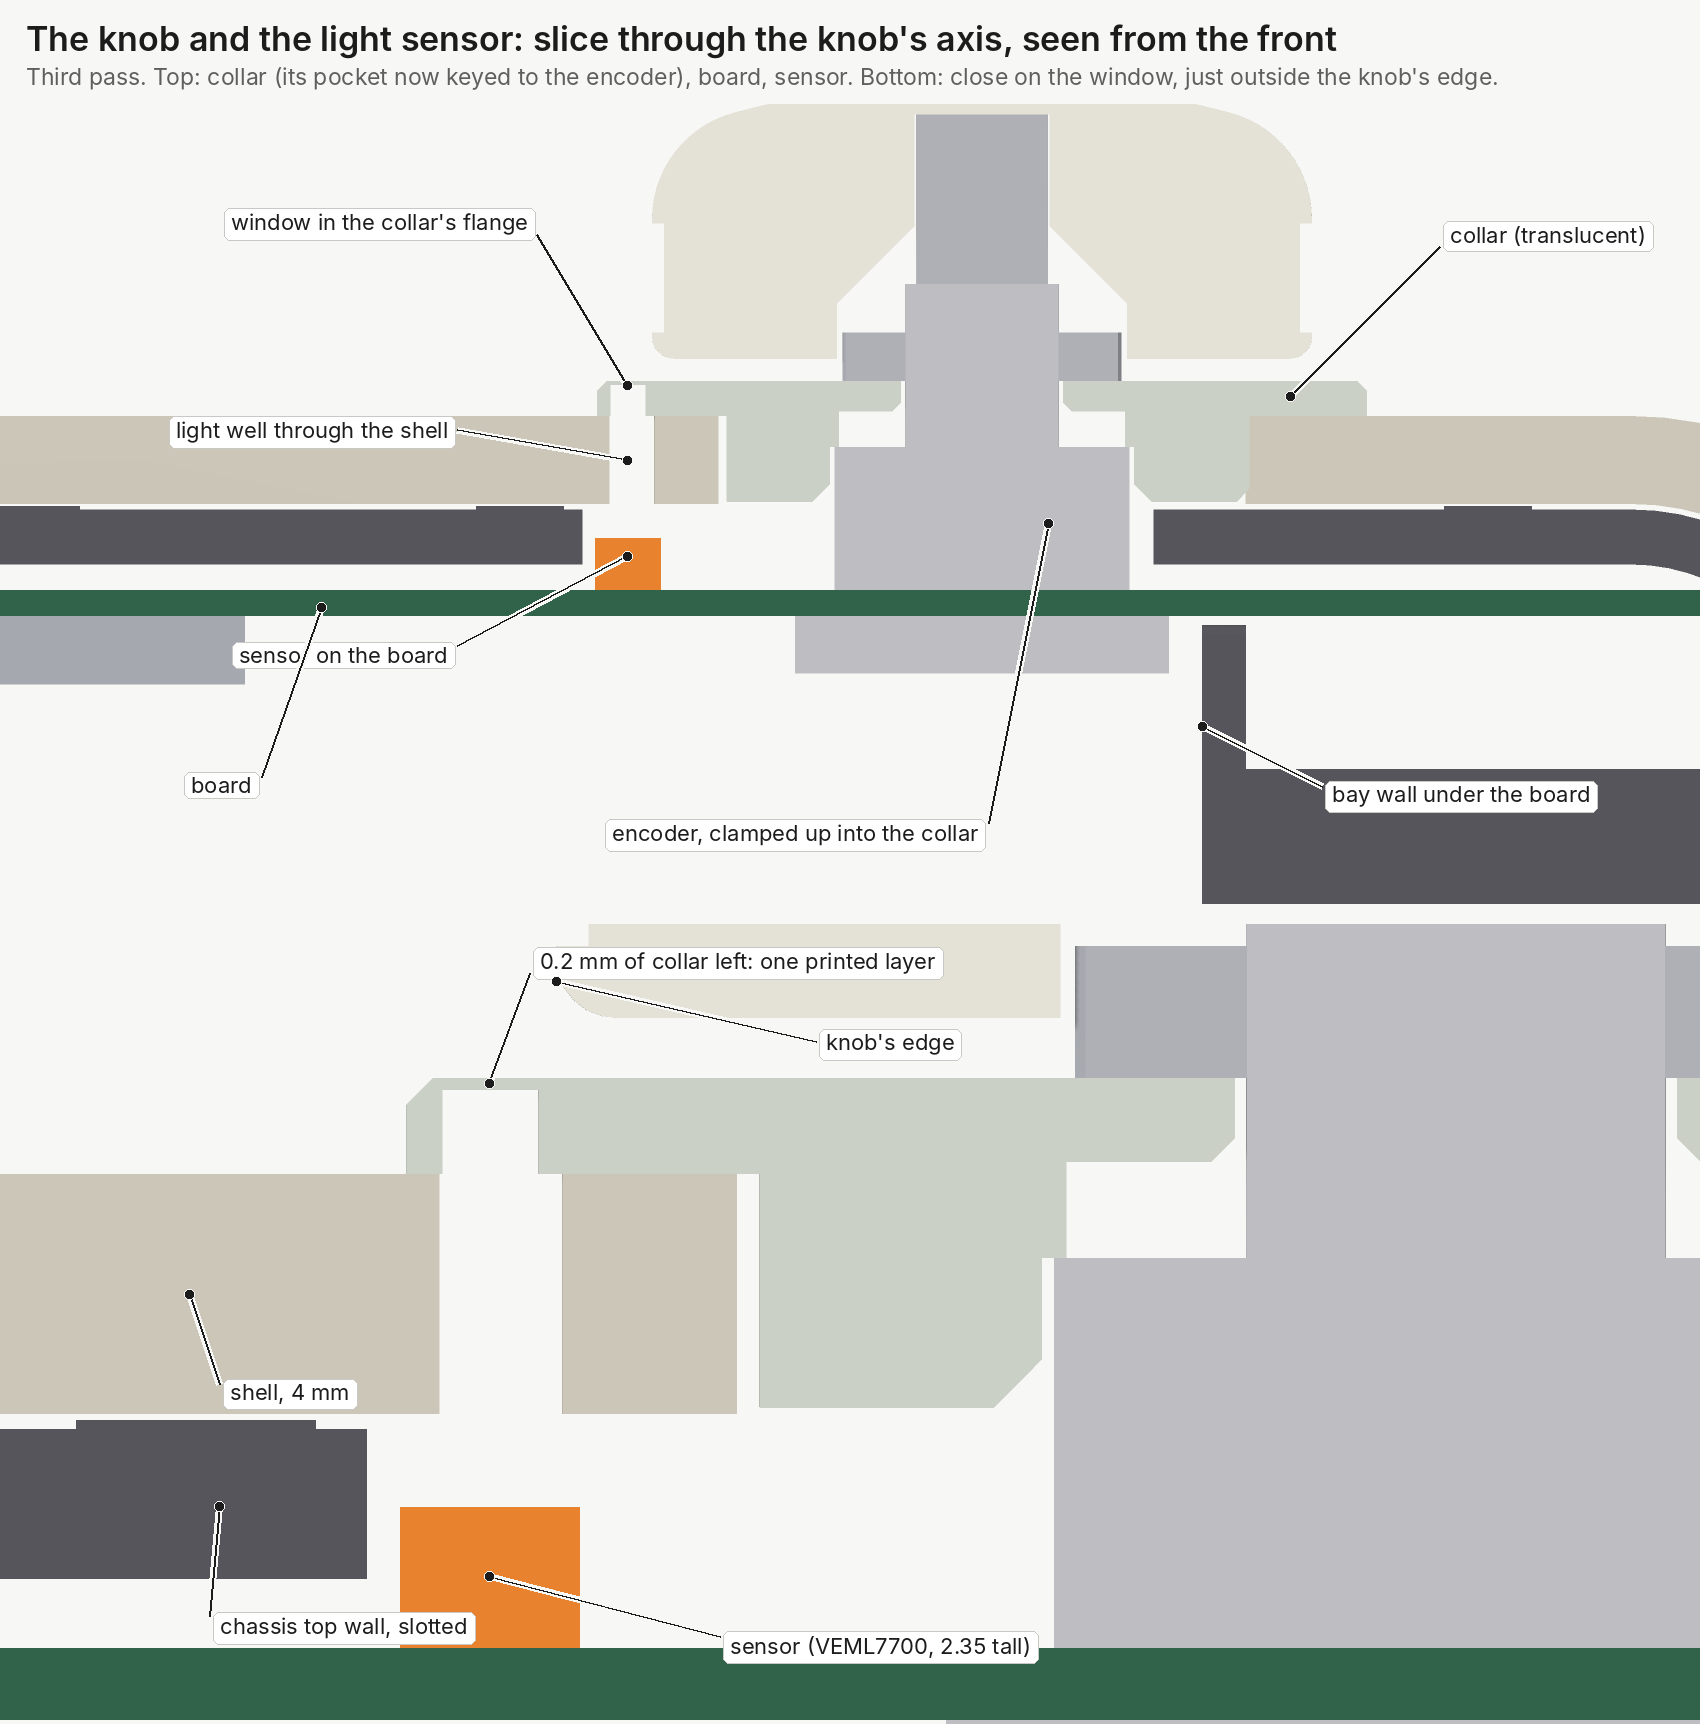 The knob and the light sensor: slice through the knob's axis, seen from the front
Third pass. Top: collar (its pocket now keyed to the encoder), board, sensor. Bottom: close on the window, just outside the knob's edge.
window in the collar's flange
collar (translucent)
light well through the shell
sensor on the board
board
bay wall under the board
encoder, clamped up into the collar
0.2 mm of collar left: one printed layer
knob's edge
shell, 4 mm
chassis top wall, slotted
sensor (VEML7700, 2.35 tall)